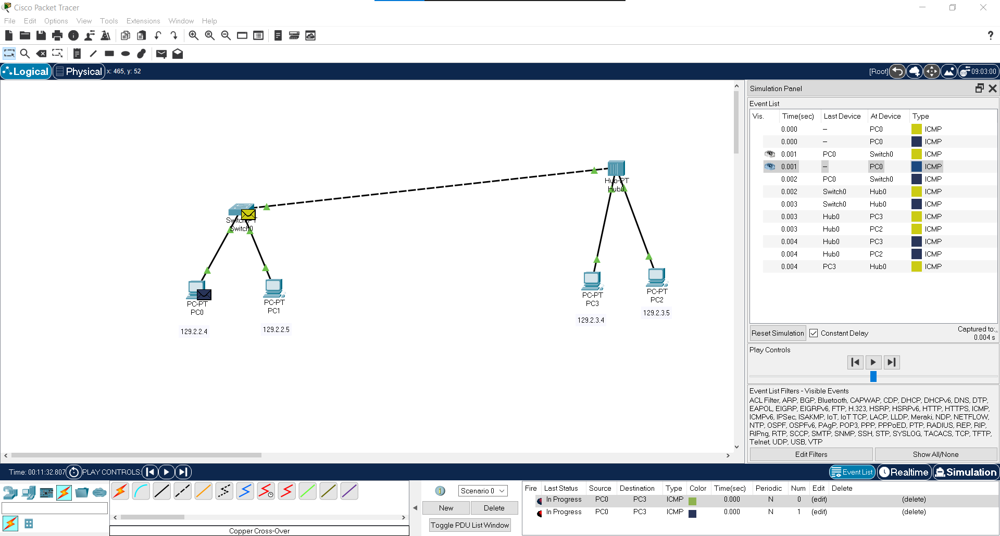 Cisco Packet Tracer
File Edit Options View Tools Extensions Window Help
?
Logical Physical x: 465, y: 52 [Root] 09:03:00
Hub-PT
Hub0
Switch-PT
Switch0
PC-PT
PC0
PC-PT
PC1
PC-PT
PC3
PC-PT
PC2
129.2.2.4
129.2.2.5
129.2.3.4
129.2.3.5
Simulation Panel
Event List
Vis. Time(sec) Last Device At Device Type
0.000 -- PC0 ICMP
0.000 -- PC0 ICMP
0.001 PC0 Switch0 ICMP
0.001 -- PC0 ICMP
0.002 PC0 Switch0 ICMP
0.002 Switch0 Hub0 ICMP
0.003 Switch0 Hub0 ICMP
0.003 Hub0 PC3 ICMP
0.003 Hub0 PC2 ICMP
0.004 Hub0 PC3 ICMP
0.004 Hub0 PC2 ICMP
0.004 PC3 Hub0 ICMP
Reset Simulation Constant Delay Captured to:
0.004 s
Play Controls
Event List Filters - Visible Events
ACL Filter, ARP, BGP, Bluetooth, CAPWAP, CDP, DHCP, DHCPv6, DNS, DTP,
EAPOL, EIGRP, EIGRPv6, FTP, H.323, HSRP, HSRPv6, HTTP, HTTPS, ICMP,
ICMPv6, IPSec, ISAKMP, IoT, IoT TCP, LACP, LLDP, Meraki, NDP, NETFLOW,
NTP, OSPF, OSPFv6, PAgP, POP3, PPP, PPPoED, PTP, RADIUS, REP, RIP,
RIPng, RTP, SCCP, SMTP, SNMP, SSH, STP, SYSLOG, TACACS, TCP, TFTP,
Telnet, UDP, USB, VTP
Edit Filters Show All/None
Time: 00:11:32.807 PLAY CONTROLS: Event List Realtime Simulation
1 Scenario 0
New Delete
Toggle PDU List Window
Copper Cross-Over
Fire Last Status Source Destination Type Color Time(sec) Periodic Num Edit Delete
In Progress PC0 PC3 ICMP 0.000 N 0 (edit) (delete)
In Progress PC0 PC3 ICMP 0.000 N 1 (edit) (delete)